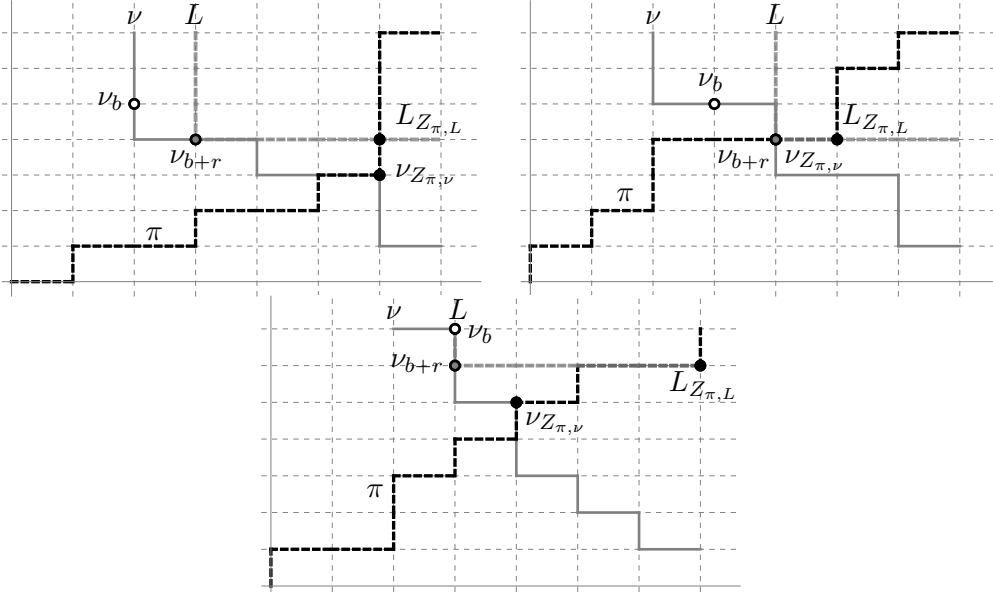 ν L
ν_b
ν_{b+r}
L_{Z_{π,L}}
ν_{Z_{π,ν}}
π
ν L
ν_b
L_{Z_{π,L}}
ν_{b+r} ν_{Z_{π,ν}}
π
ν L
ν_b
ν_{b+r}
L_{Z_{π,L}}
ν_{Z_{π,ν}}
π